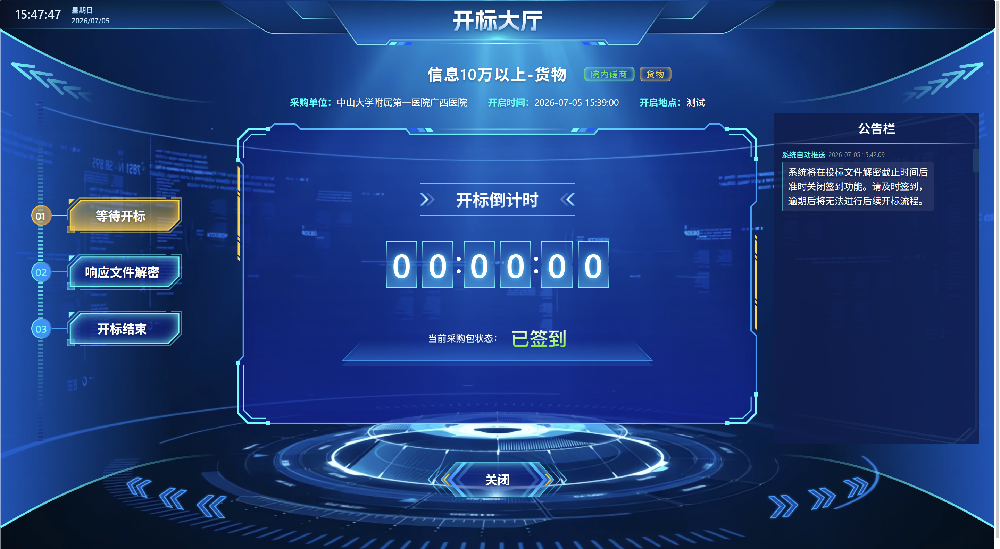 15:47:47
星期日
2026/07/05
开标大厅
信息10万以上-货物
院内磋商
货物
采购单位：中山大学附属第一医院广西医院 开启时间：2026-07-05 15:39:00 开启地点：测试
01
等待开标
02
响应文件解密
03
开标结束
开标倒计时
00:00:00
当前采购包状态：
已签到
关闭
公告栏
系统自动推送 2026-07-05 15:42:09
系统将在投标文件解密截止时间后
准时关闭签到功能。请及时签到，
逾期后将无法进行后续开标流程。